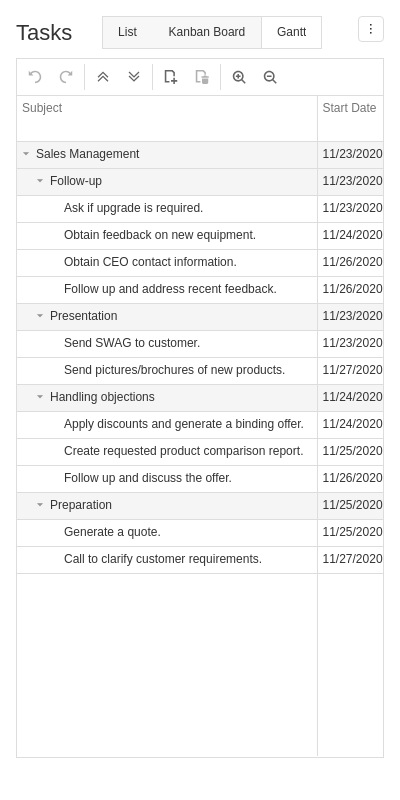 Tasks
List Kanban Board Gantt
Subject Start Date
Sales Management 11/23/2020
Follow-up 11/23/2020
Ask if upgrade is required. 11/23/2020
Obtain feedback on new equipment. 11/24/2020
Obtain CEO contact information. 11/26/2020
Follow up and address recent feedback. 11/26/2020
Presentation 11/23/2020
Send SWAG to customer. 11/23/2020
Send pictures/brochures of new products. 11/27/2020
Handling objections 11/24/2020
Apply discounts and generate a binding offer. 11/24/2020
Create requested product comparison report. 11/25/2020
Follow up and discuss the offer. 11/26/2020
Preparation 11/25/2020
Generate a quote. 11/25/2020
Call to clarify customer requirements. 11/27/2020